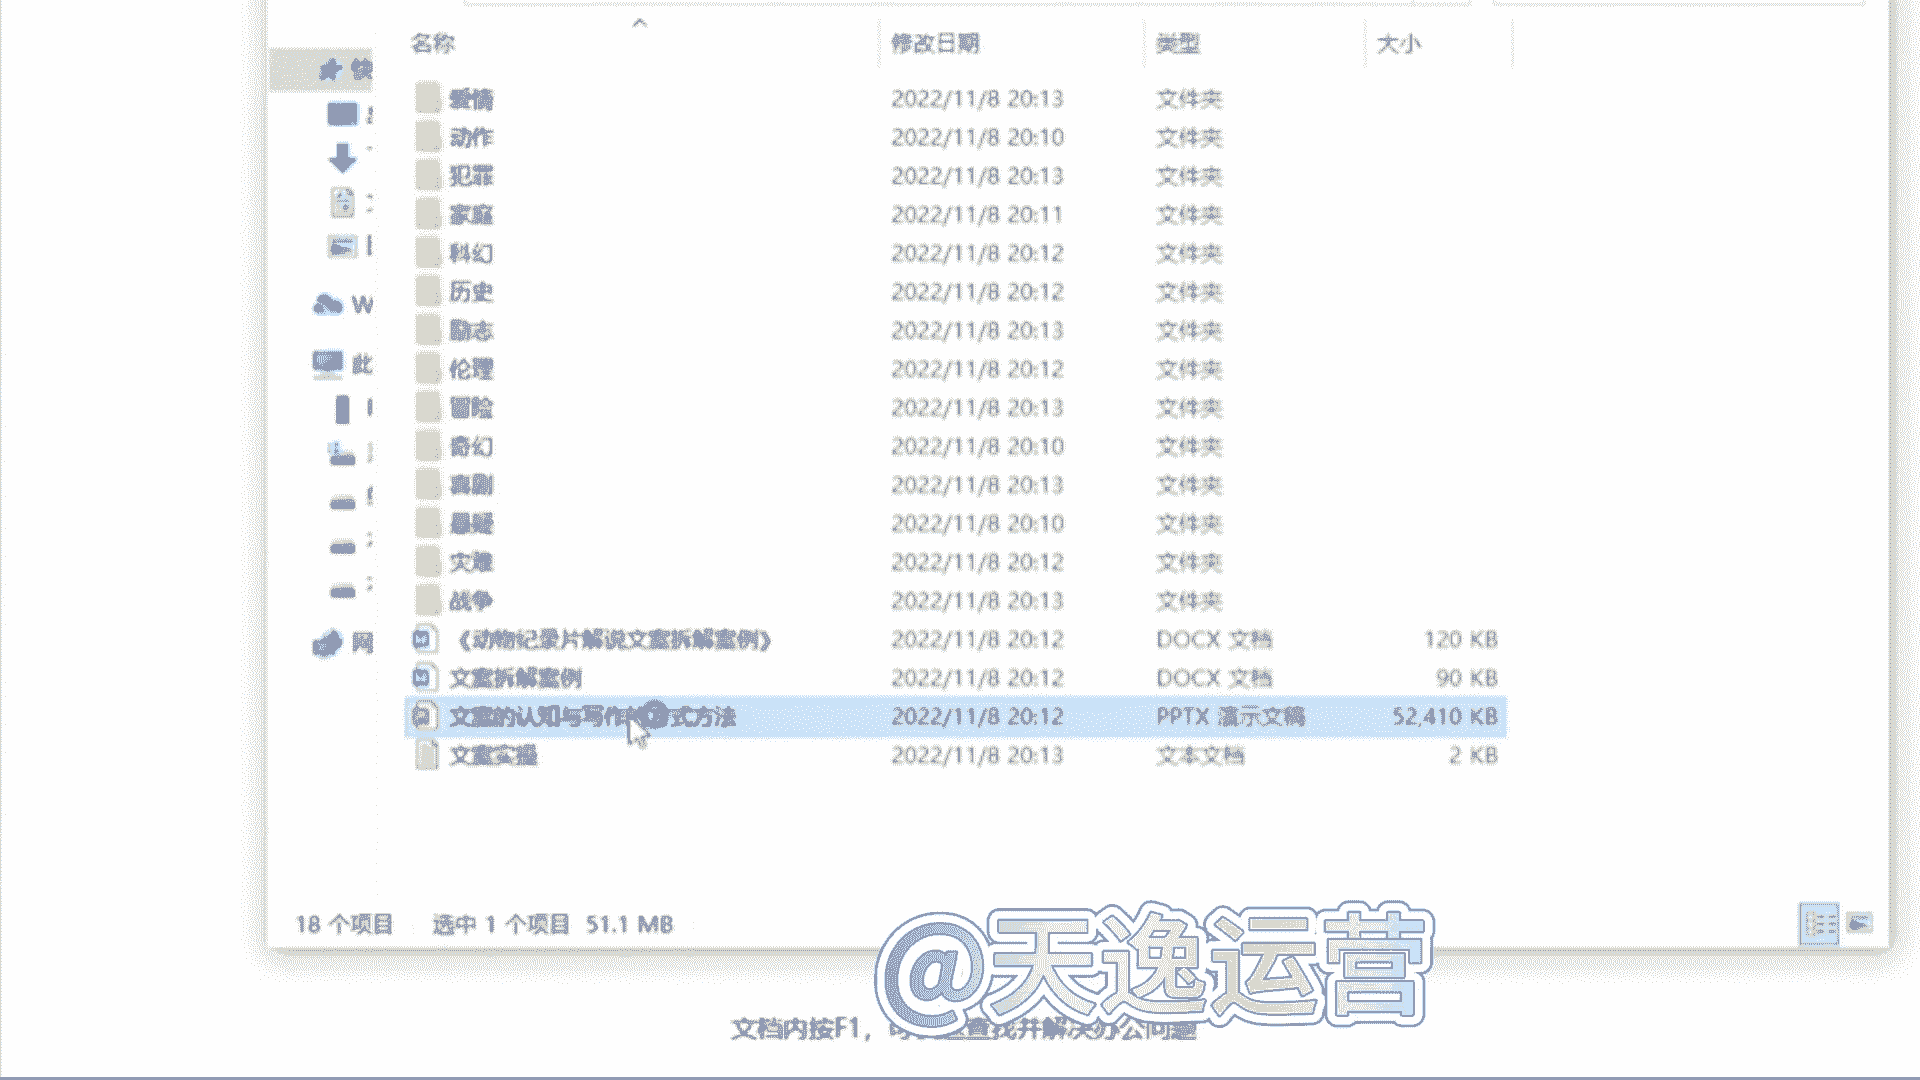 名称 修改日期 类型 大小
快
爱情 2022/11/8 20:13 文件夹
动作 2022/11/8 20:10 文件夹
犯罪 2022/11/8 20:13 文件夹
家庭 2022/11/8 20:11 文件夹
科幻 2022/11/8 20:12 文件夹
历史 2022/11/8 20:12 文件夹
W
励志 2022/11/8 20:13 文件夹
此
伦理 2022/11/8 20:12 文件夹
冒险 2022/11/8 20:13 文件夹
奇幻 2022/11/8 20:10 文件夹
喜剧 2022/11/8 20:13 文件夹
悬疑 2022/11/8 20:10 文件夹
灾难 2022/11/8 20:12 文件夹
战争 2022/11/8 20:13 文件夹
网
《动物纪录片解说文案拆解案例》 2022/11/8 20:12 DOCX 文档 120 KB
文案拆解案例 2022/11/8 20:12 DOCX 文档 90 KB
文案的认知与写作的方式方法 2022/11/8 20:12 PPTX 演示文稿 52,410 KB
文案实操 2022/11/8 20:13 文本文档 2 KB
18 个项目 选中 1 个项目 51.1 MB
@天逸运营
文档内按F1, 查找并解决办公问题